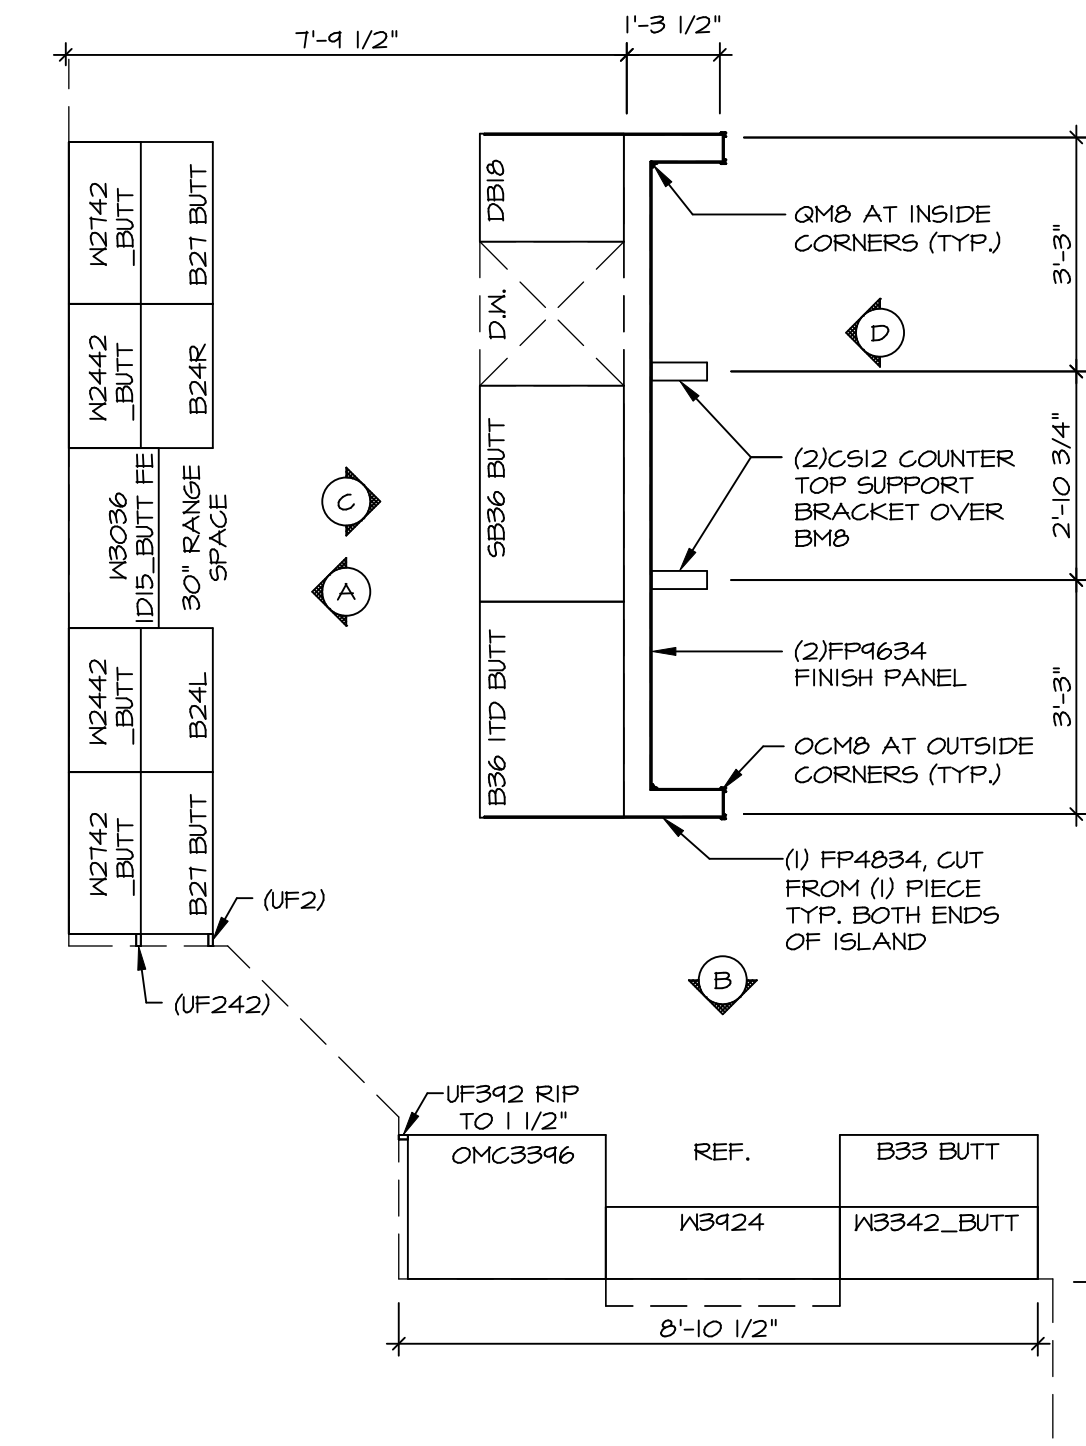 7'-9 1/2"
1'-3 1/2"
W2742
_BUTT
B27 BUTT
W2442
_BUTT
B24R
W3036
1D15_BUTT FE
30" RANGE
SPACE
W2442
_BUTT
B24L
W2742
_BUTT
B27 BUTT
(UF2)
(UF242)
C
A
DB18
D.W.
SB36 BUTT
B36 1TD BUTT
QM8 AT INSIDE
CORNERS (TYP.)
D
(2)CS12 COUNTER
TOP SUPPORT
BRACKET OVER
BM8
(2)FP9634
FINISH PANEL
OCM8 AT OUTSIDE
CORNERS (TYP.)
(1) FP4834, CUT
FROM (1) PIECE
TYP. BOTH ENDS
OF ISLAND
3'-3"
2'-10 3/4"
3'-3"
B
UF392 RIP
TO 1 1/2"
OMC3396
REF.
B33 BUTT
W3924
W3342_BUTT
8'-10 1/2"